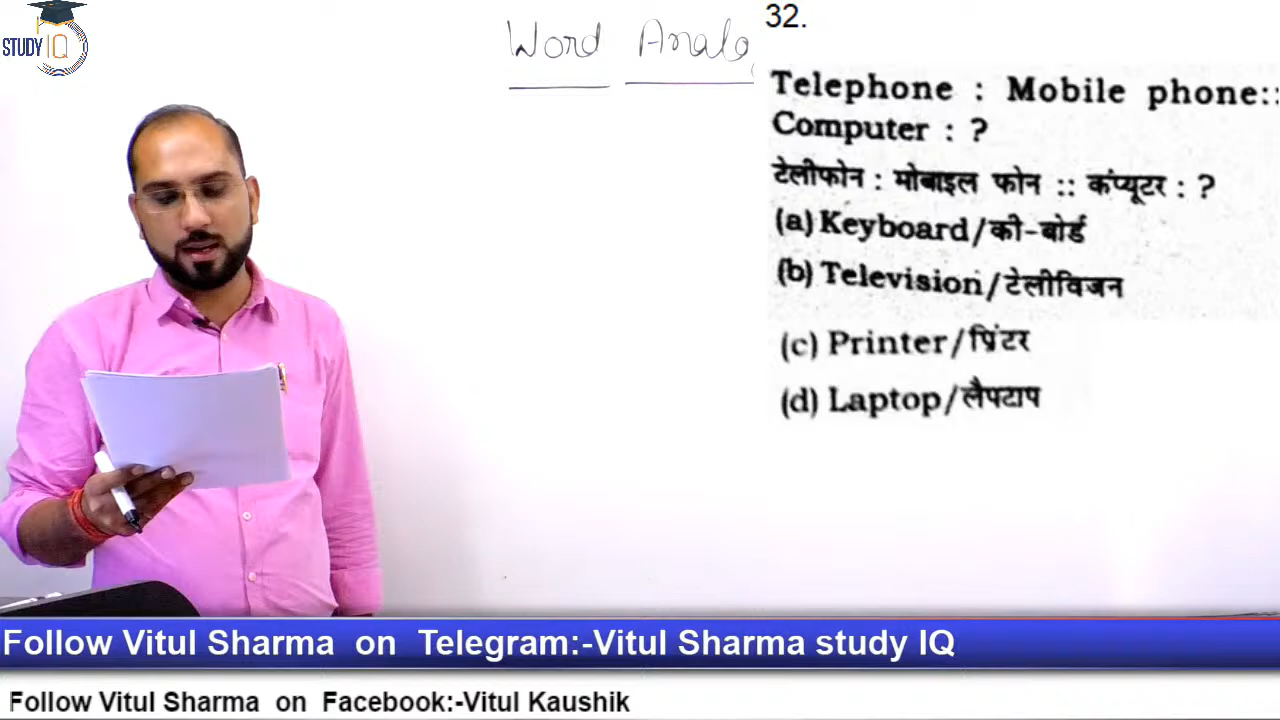 STUDY IQ
Word Analo
32.
Telephone : Mobile phone::
Computer : ?
टेलीफोन : मोबाइल फोन :: कंप्यूटर : ?
(a) Keyboard/की-बोर्ड
(b) Television/टेलीविजन
(c) Printer/प्रिंटर
(d) Laptop/लैपटाप
Follow Vitul Sharma on Telegram:-Vitul Sharma study IQ
Follow Vitul Sharma on Facebook:-Vitul Kaushik